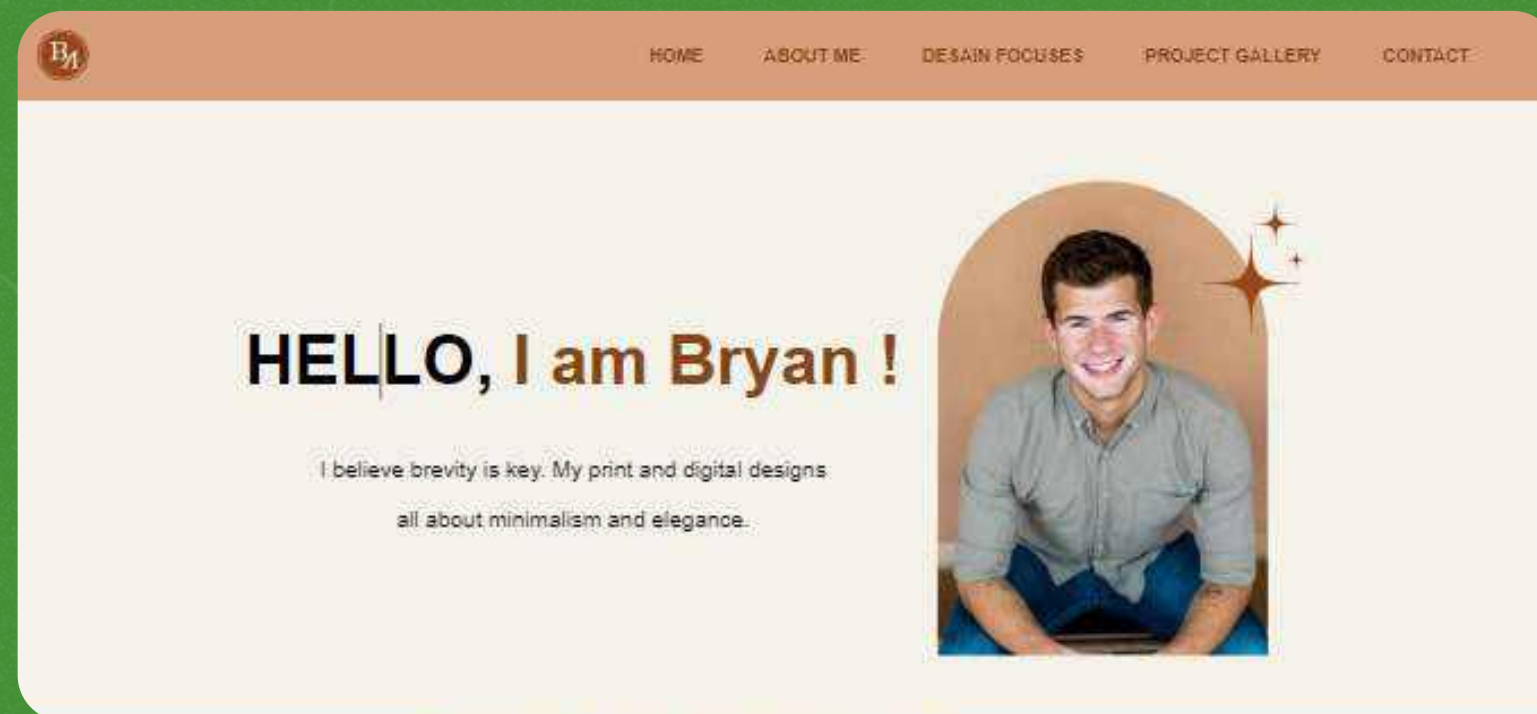 BA
HOME ABOUT ME DESAIN FOCUSES PROJECT GALLERY CONTACT
HELLO, I am Bryan !
I believe brevity is key. My print and digital designs
all about minimalism and elegance.